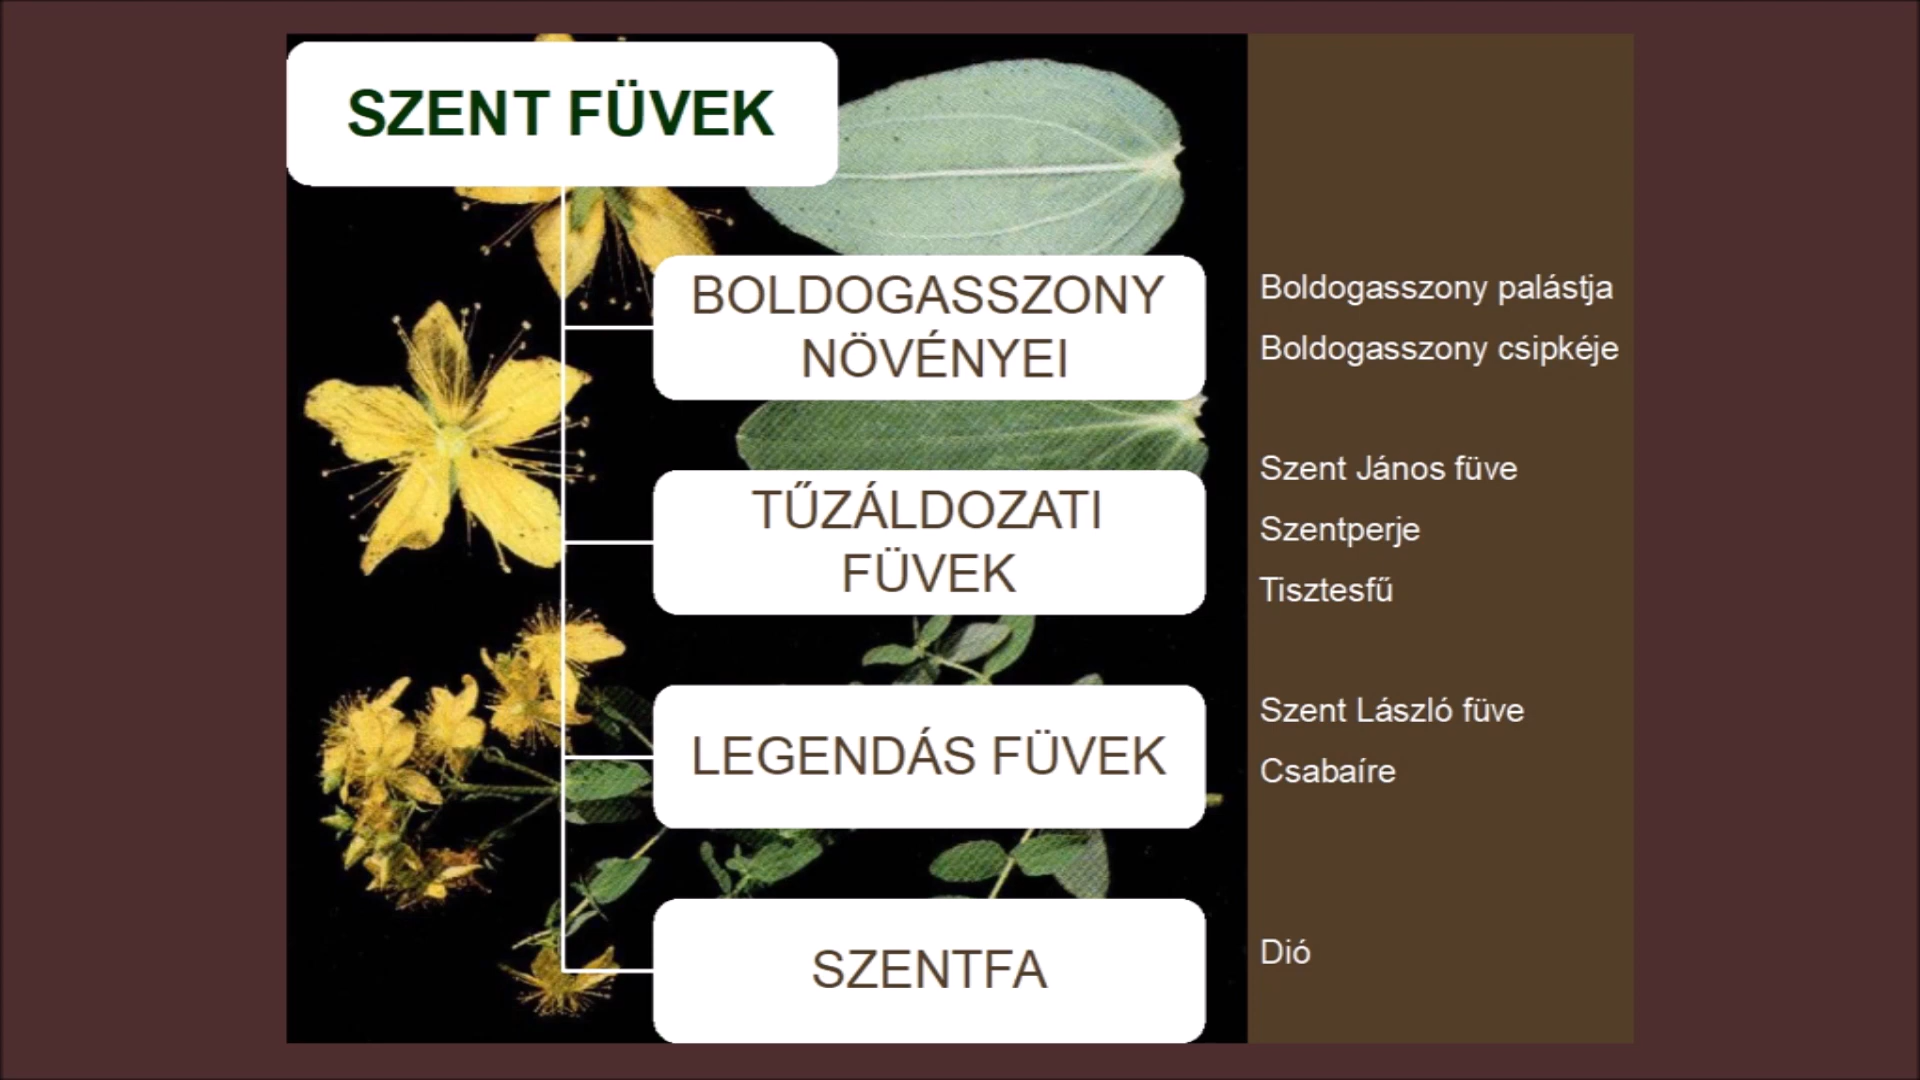 SZENT FÜVEK
BOLDOGASSZONY
NÖVÉNYEI
Boldogasszony palástja
Boldogasszony csipkéje
TŰZÁLDOZATI
FÜVEK
Szent János füve
Szentperje
Tisztesfű
LEGENDÁS FÜVEK
Szent László füve
Csabaíre
SZENTFA
Dió